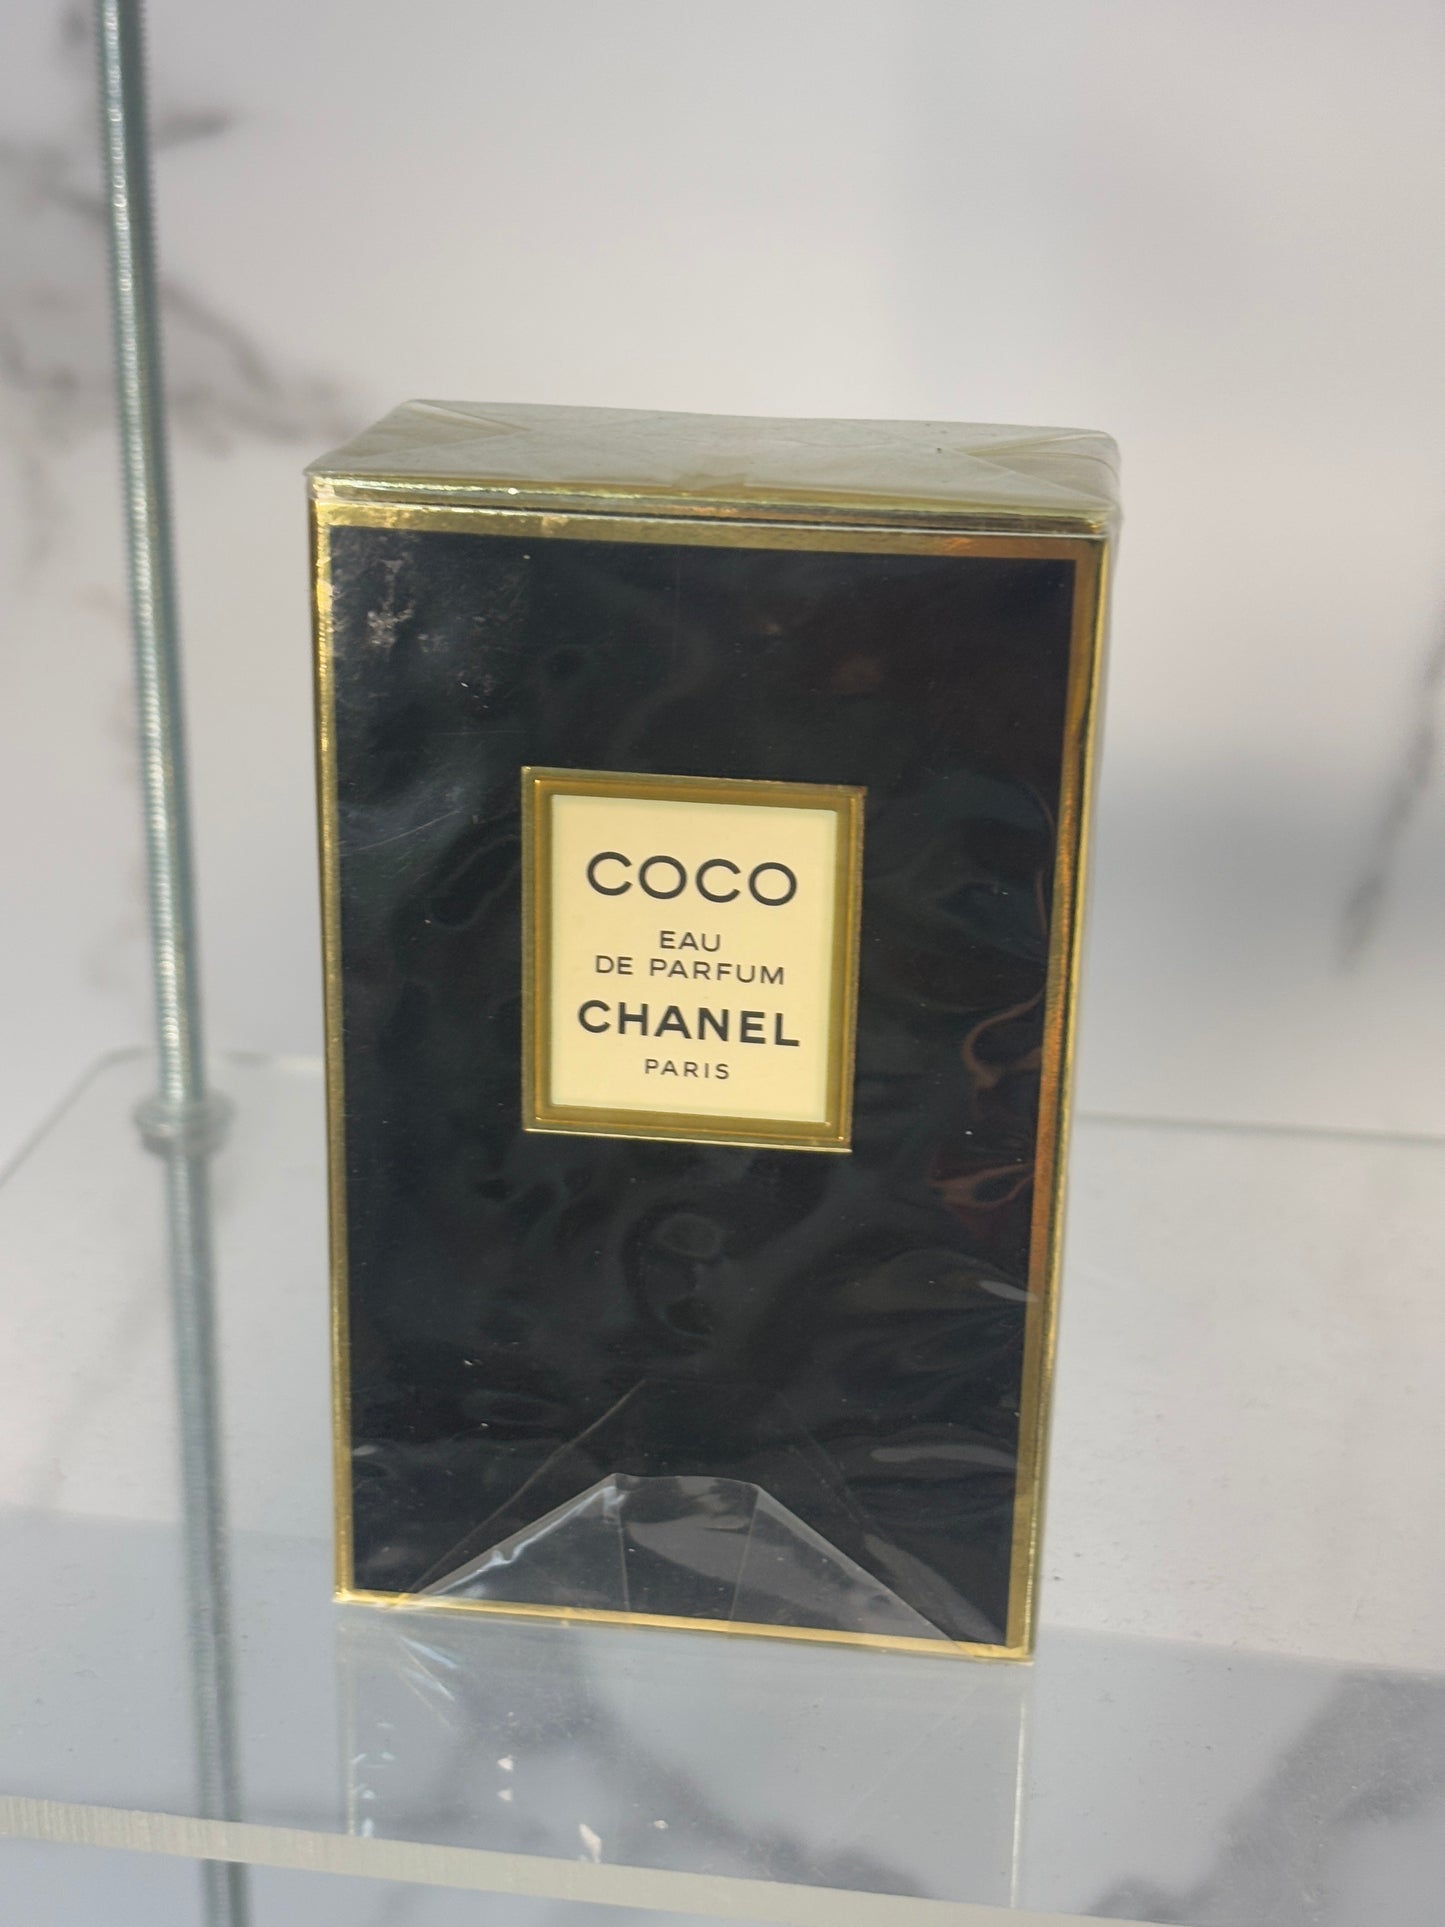 COCO
EAU
DE PARFUM
CHANEL
PARIS